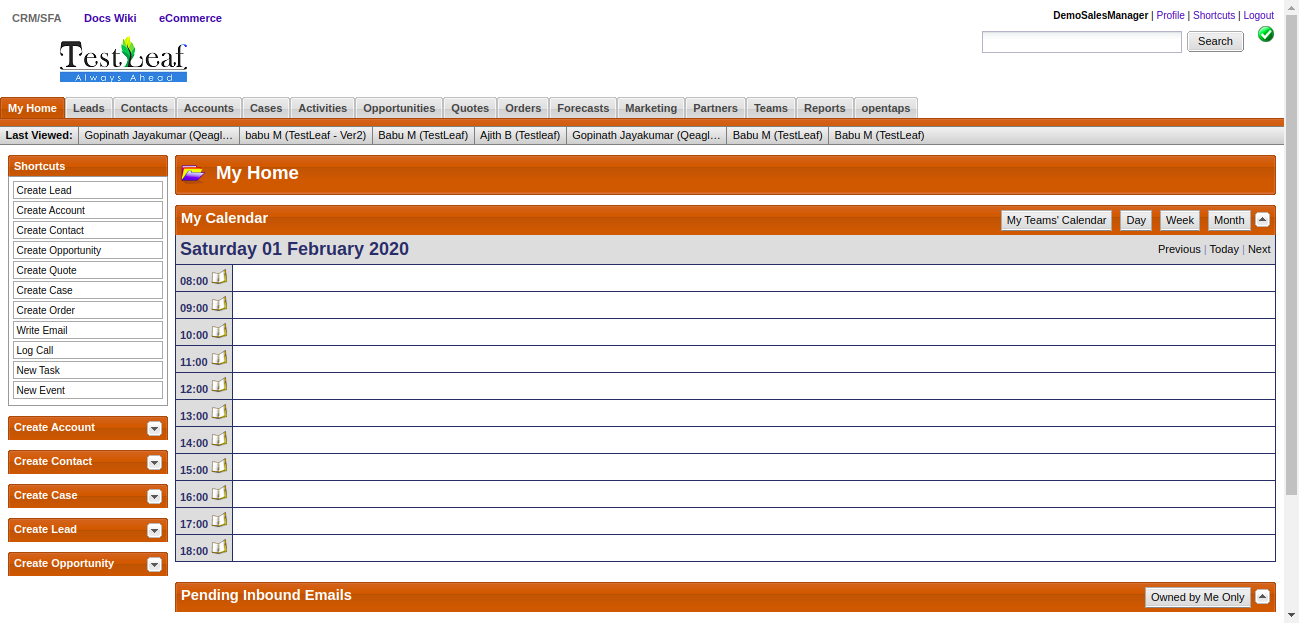 CRM/SFA Docs Wiki eCommerce
DemoSalesManager | Profile | Shortcuts | Logout
Search
TestLeaf
Always Ahead
My Home Leads Contacts Accounts Cases Activities Opportunities Quotes Orders Forecasts Marketing Partners Teams Reports opentaps
Last Viewed: Gopinath Jayakumar (Qeagl… babu M (TestLeaf - Ver2) Babu M (TestLeaf) Ajith B (Testleaf) Gopinath Jayakumar (Qeagl… Babu M (TestLeaf) Babu M (TestLeaf)
Shortcuts
Create Lead
Create Account
Create Contact
Create Opportunity
Create Quote
Create Case
Create Order
Write Email
Log Call
New Task
New Event
Create Account
Create Contact
Create Case
Create Lead
Create Opportunity
My Home
My Calendar My Teams' Calendar Day Week Month
Saturday 01 February 2020 Previous | Today | Next
08:00
09:00
10:00
11:00
12:00
13:00
14:00
15:00
16:00
17:00
18:00
Pending Inbound Emails Owned by Me Only